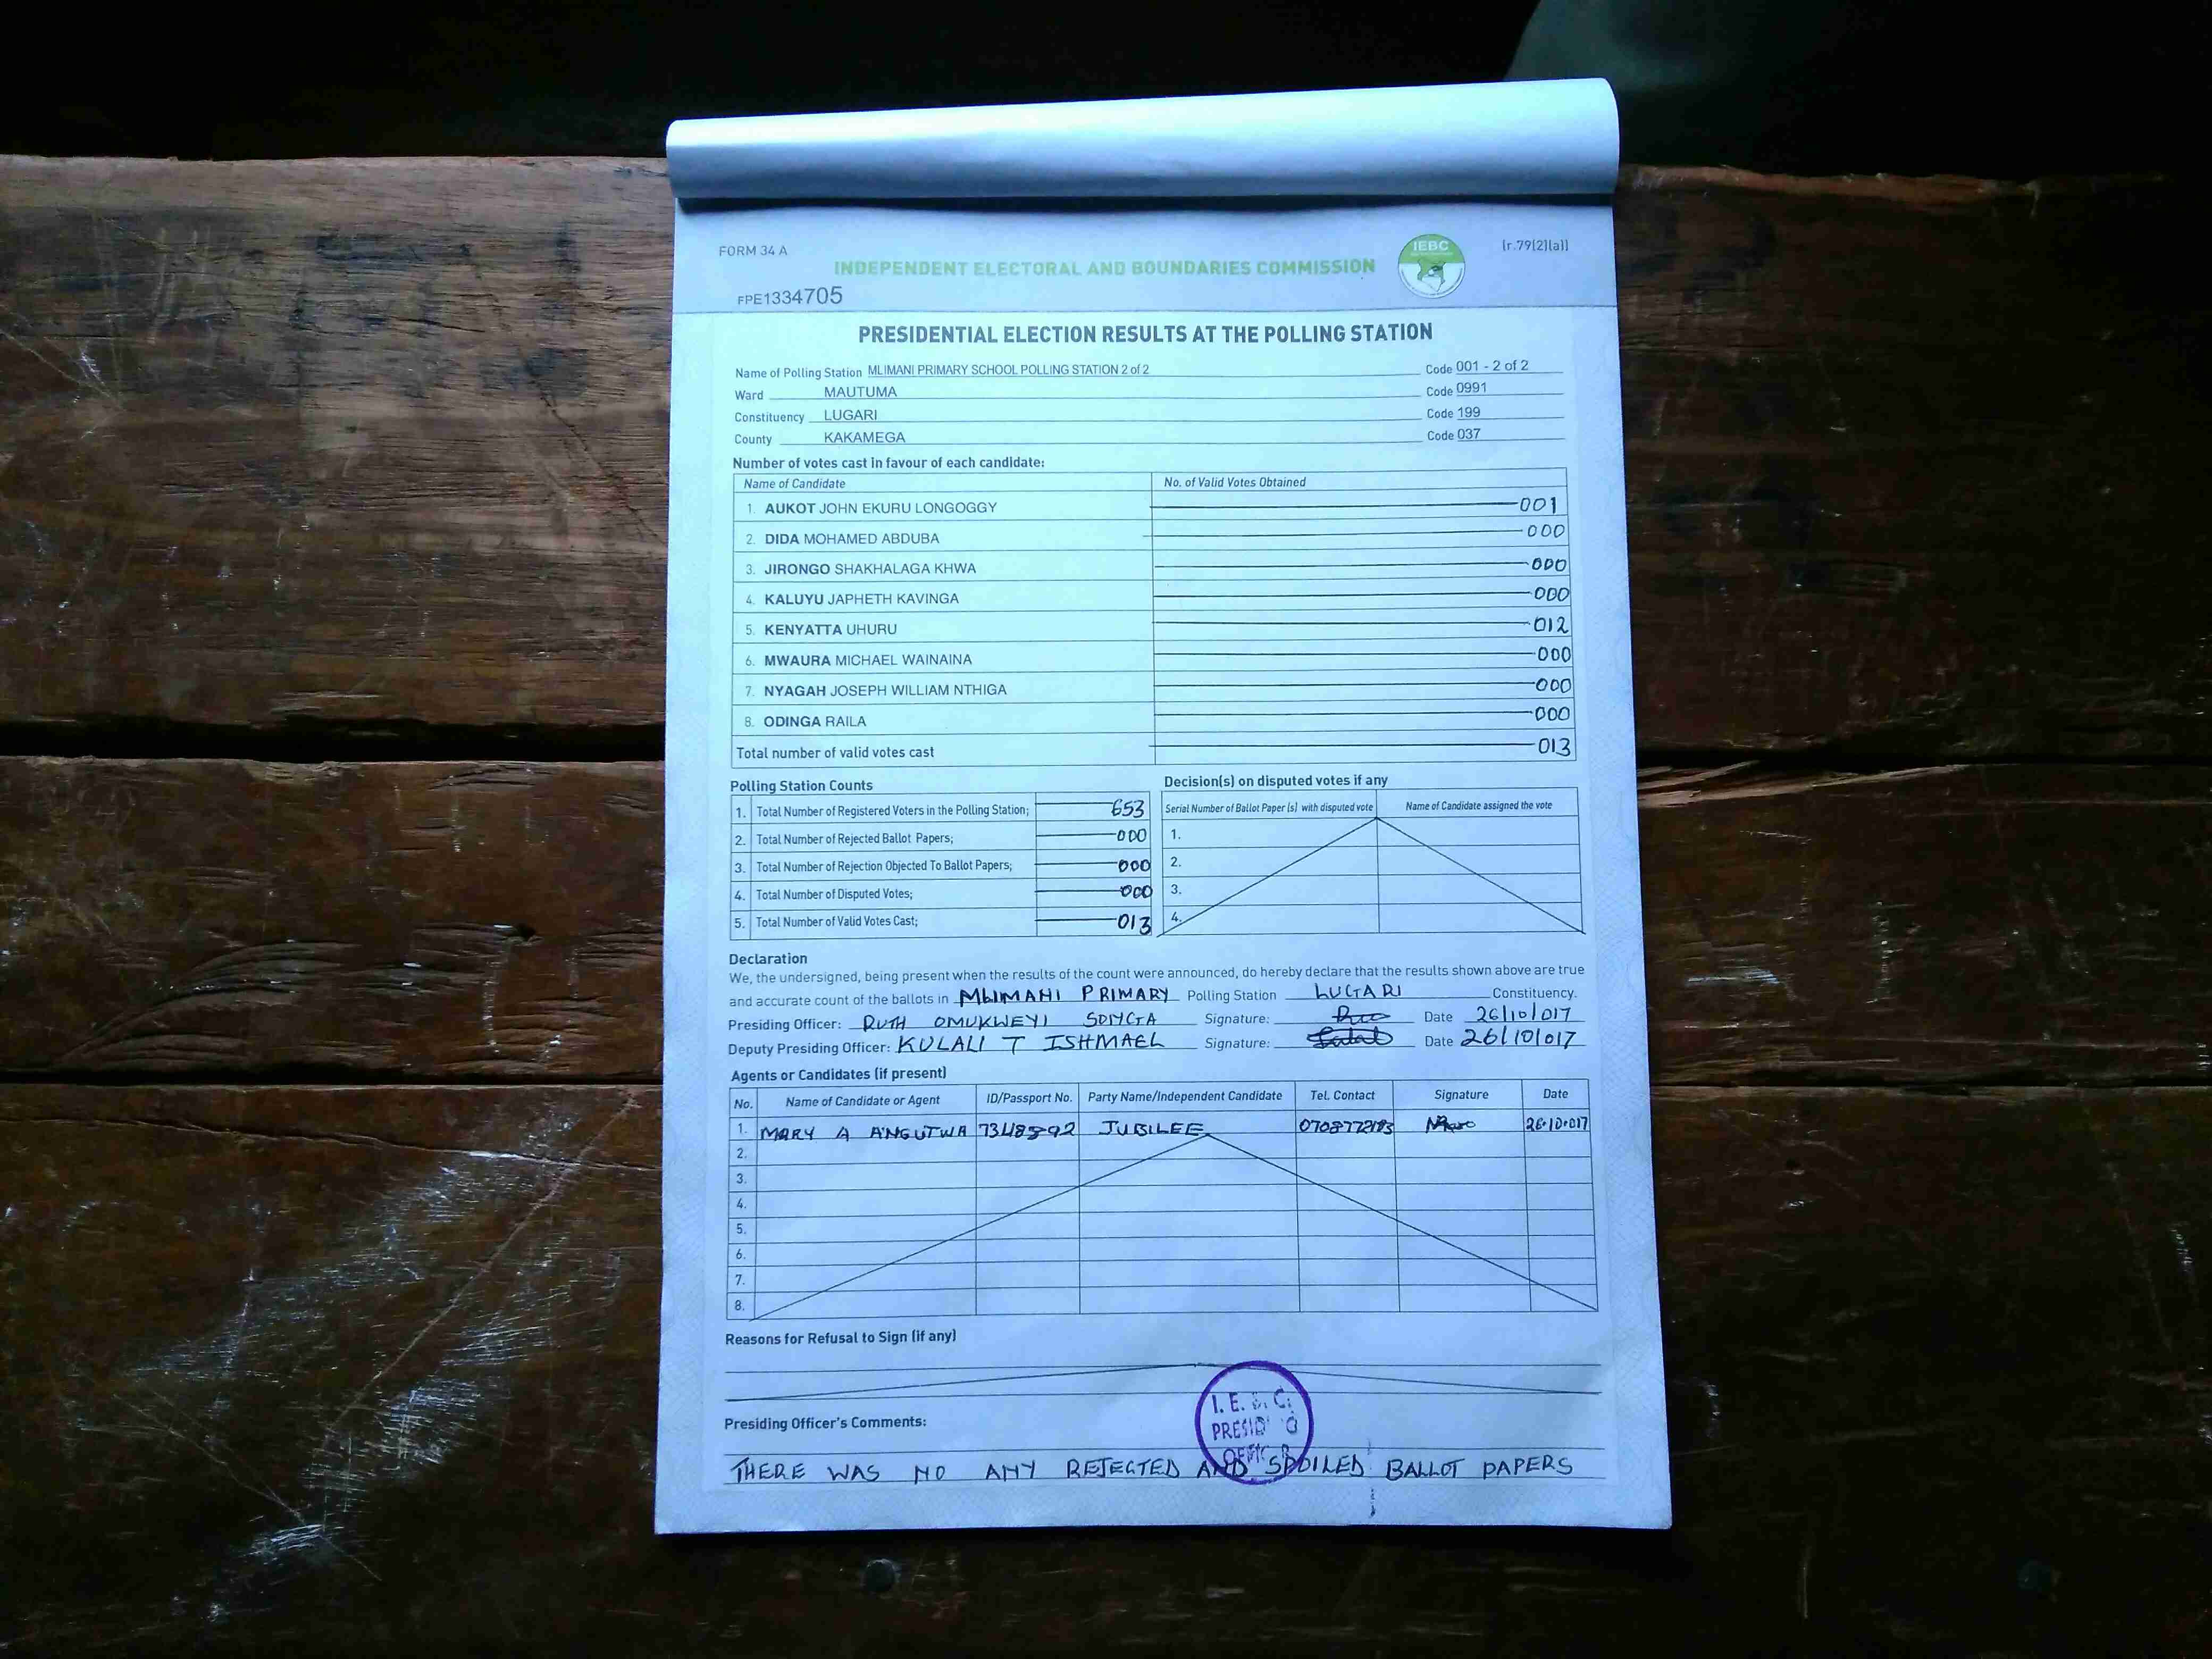 FORM 34 A
(r.79(2)(a))
INDEPENDENT ELECTORAL AND BOUNDARIES COMMISSION
IEBC
FPE1334705
PRESIDENTIAL ELECTION RESULTS AT THE POLLING STATION
Name of Polling Station MLIMANI PRIMARY SCHOOL POLLING STATION 2 of 2 Code 001 - 2 of 2
Ward MAUTUMA Code 0991
Constituency LUGARI Code 199
County KAKAMEGA Code 037
Number of votes cast in favour of each candidate:
Name of Candidate No. of Valid Votes Obtained
1. AUKOT JOHN EKURU LONGOGGY 001
2. DIDA MOHAMED ABDUBA 000
3. JIRONGO SHAKHALAGA KHWA 000
4. KALUYU JAPHETH KAVINGA 000
5. KENYATTA UHURU 012
6. MWAURA MICHAEL WAINAINA 000
7. NYAGAH JOSEPH WILLIAM NTHIGA 000
8. ODINGA RAILA 000
Total number of valid votes cast 013
Polling Station Counts
1. Total Number of Registered Voters in the Polling Station; 653
2. Total Number of Rejected Ballot Papers; 000
3. Total Number of Rejection Objected To Ballot Papers; 000
4. Total Number of Disputed Votes; 000
5. Total Number of Valid Votes Cast; 013
Decision(s) on disputed votes if any
Serial Number of Ballot Paper (s) with disputed vote Name of Candidate assigned the vote
1.
2.
3.
4.
Declaration
We, the undersigned, being present when the results of the count were announced, do hereby declare that the results shown above are true
and accurate count of the ballots in MLIMANI PRIMARY Polling Station LUGARI Constituency.
Presiding Officer: RUTH OMUKWEYI Signature: Date 26/10/017
Deputy Presiding Officer: KULALI T ISHMAEL Signature: Date 26/10/017
Agents or Candidates (if present)
No. Name of Candidate or Agent ID/Passport No. Party Name/Independent Candidate Tel. Contact Signature Date
1. MARY A ANGUTWA JUBILEE 26.10.017
2.
3.
4.
5.
6.
7.
8.
Reasons for Refusal to Sign (if any)
Presiding Officer's Comments:
I. E. B. C.
PRESIDING
OFFICER
THERE WAS NO ANY REJECTED AND SPOILED BALLOT PAPERS